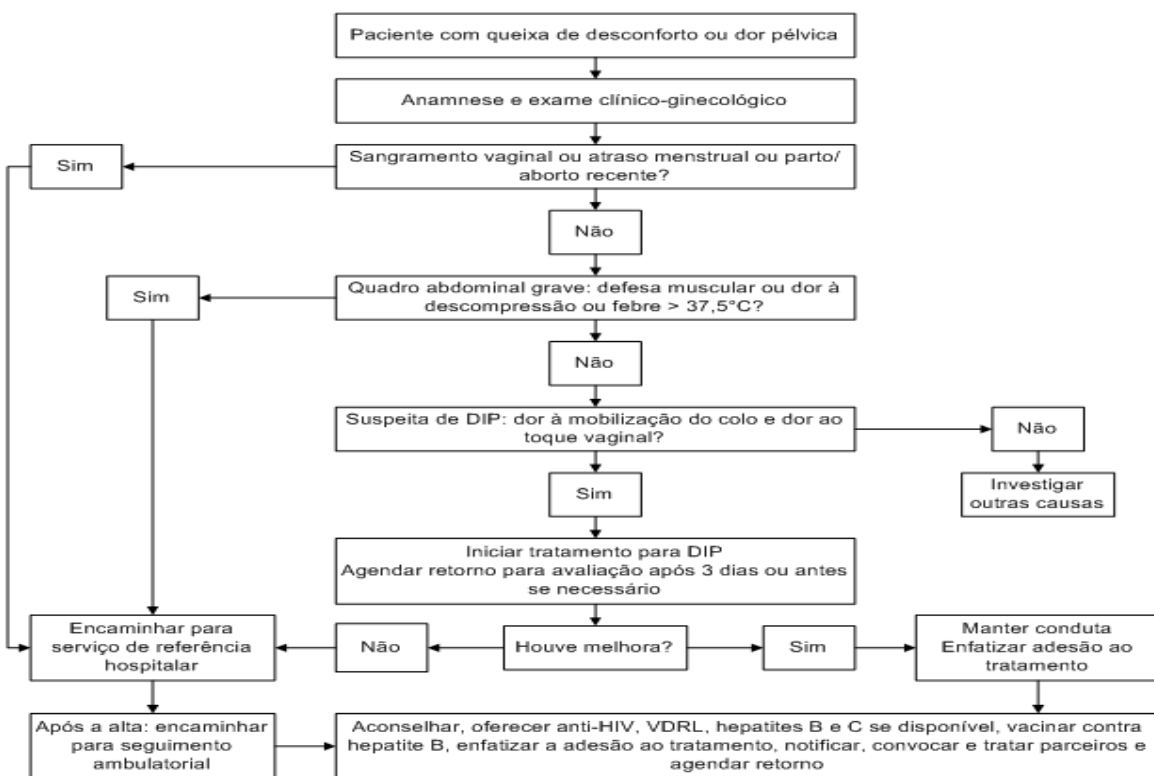 Paciente com queixa de desconforto ou dor pélvica
Anamnese e exame clínico-ginecológico
Sim
Sangramento vaginal ou atraso menstrual ou parto/
aborto recente?
Não
Sim
Quadro abdominal grave: defesa muscular ou dor à
descompressão ou febre > 37,5°C?
Não
Suspeita de DIP: dor à mobilização do colo e dor ao
toque vaginal?
Não
Sim
Investigar
outras causas
Iniciar tratamento para DIP
Agendar retorno para avaliação após 3 dias ou antes
se necessário
Encaminhar para
serviço de referência
hospitalar
Não
Houve melhora?
Sim
Manter conduta
Enfatizar adesão ao
tratamento
Após a alta: encaminhar
para seguimento
ambulatorial
Aconselhar, oferecer anti-HIV, VDRL, hepatites B e C se disponível, vacinar contra
hepatite B, enfatizar a adesão ao tratamento, notificar, convocar e tratar parceiros e
agendar retorno